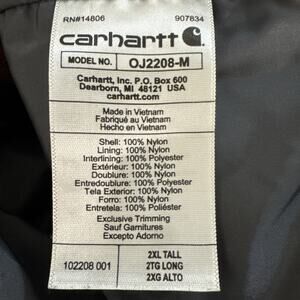 RN#14806 907834
carhartt
MODEL NO. OJ2208-M
Carhartt, Inc. P.O. Box 600
Dearborn, MI 48121 USA
carhartt.com
Made in Vietnam
Fabriqué au Vietnam
Hecho en Vietnam
Shell: 100% Nylon
Lining: 100% Nylon
Interlining: 100% Polyester
Extérieur: 100% Nylon
Doublure: 100% Nylon
Entredoublure: 100% Polyester
Tela Exterior: 100% Nylon
Forro: 100% Nylon
Entretela: 100% Poliéster
Exclusive Trimming
Sauf Garnitures
Excepto Adorno
102208 001
2XL TALL
2TG LONG
2XG ALTO